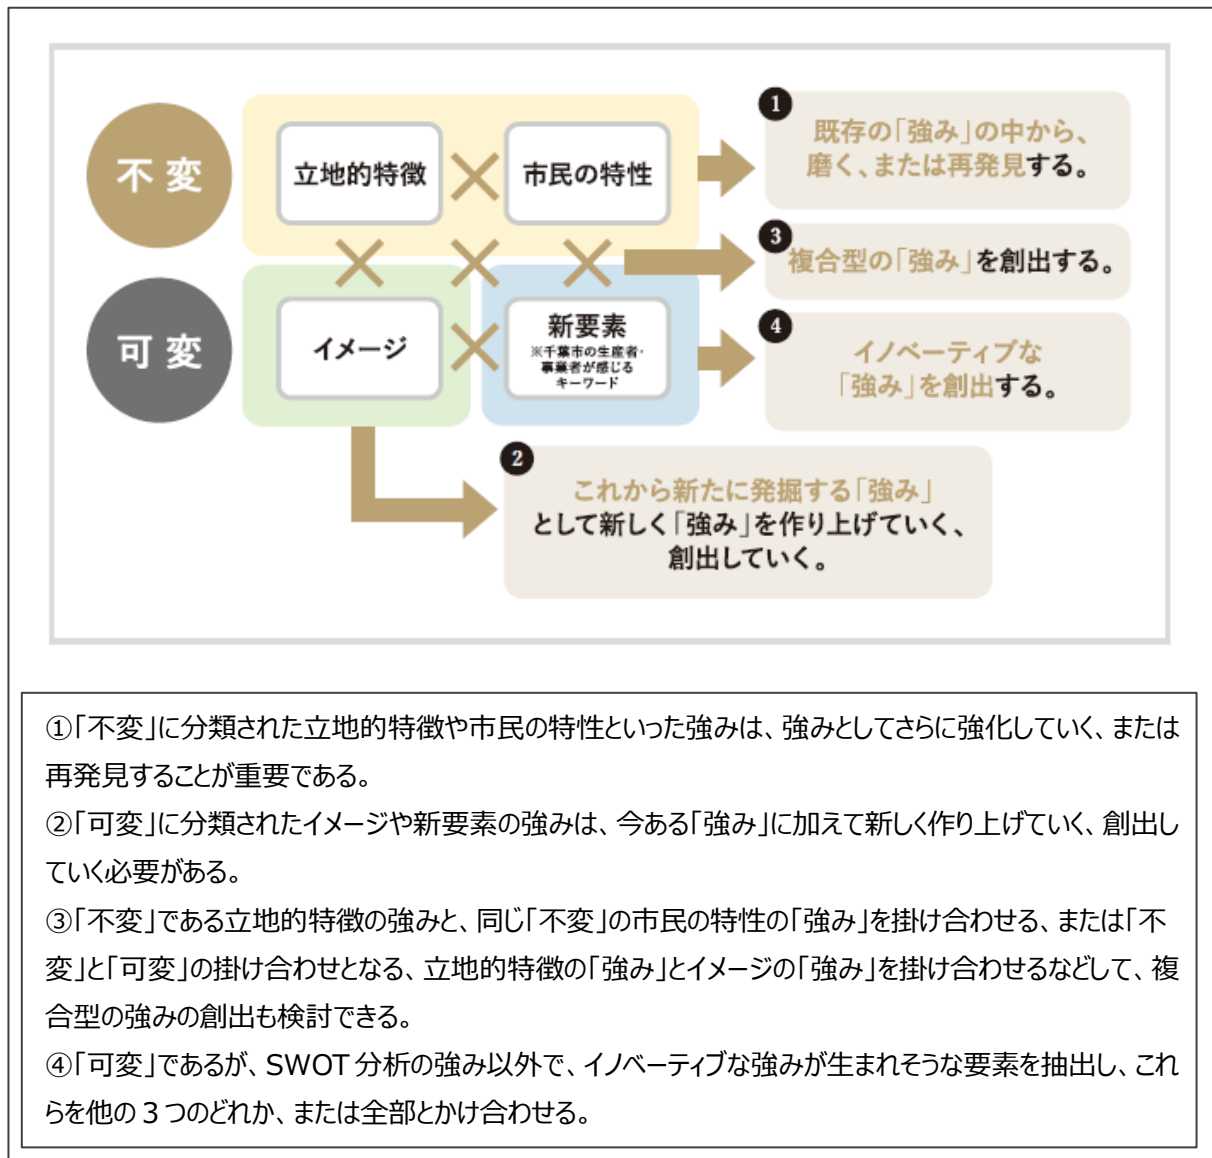 不変
立地的特徴
市民の特性
❶
既存の「強み」の中から、
磨く、または再発見する。
❸
複合型の「強み」を創出する。
可変
イメージ
新要素
※千葉市の生産者・
事業者が感じる
キーワード
❹
イノベーティブな
「強み」を創出する。
❷
これから新たに発掘する「強み」
として新しく「強み」を作り上げていく、
創出していく。
①「不変」に分類された立地的特徴や市民の特性といった強みは、強みとしてさらに強化していく、または
再発見することが重要である。
②「可変」に分類されたイメージや新要素の強みは、今ある「強み」に加えて新しく作り上げていく、創出し
ていく必要がある。
③「不変」である立地的特徴の強みと、同じ「不変」の市民の特性の「強み」を掛け合わせる、または「不
変」と「可変」の掛け合わせとなる、立地的特徴の「強み」とイメージの「強み」を掛け合わせるなどして、複
合型の強みの創出も検討できる。
④「可変」であるが、SWOT 分析の強み以外で、イノベーティブな強みが生まれそうな要素を抽出し、これ
らを他の 3 つのどれか、または全部とかけ合わせる。